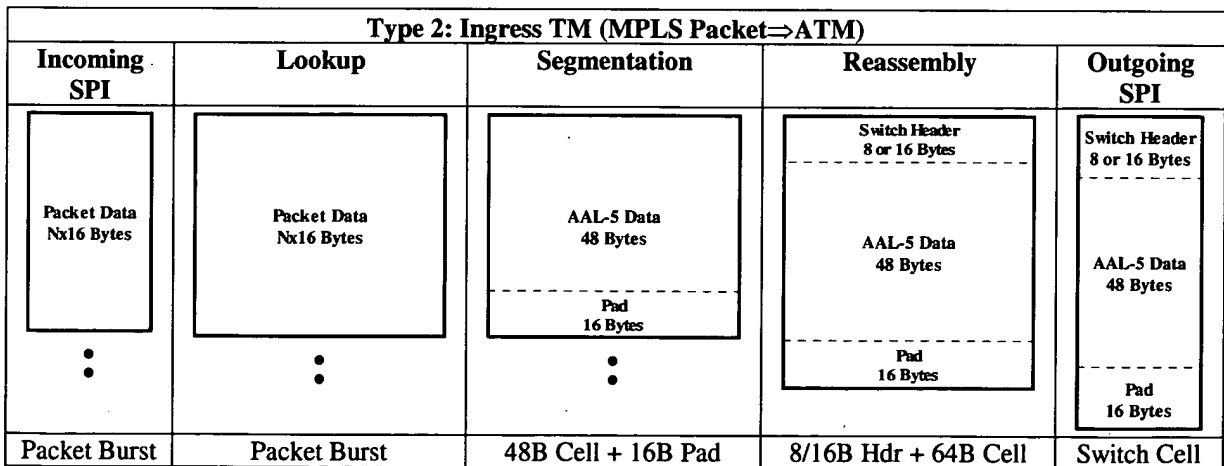 Type 2: Ingress TM (MPLS Packet⇒ATM)
Incoming
SPI
Lookup
Segmentation
Reassembly
Outgoing
SPI
Packet Data
Nx16 Bytes
Packet Data
Nx16 Bytes
AAL-5 Data
48 Bytes
Pad
16 Bytes
Switch Header
8 or 16 Bytes
AAL-5 Data
48 Bytes
Pad
16 Bytes
Switch Header
8 or 16 Bytes
AAL-5 Data
48 Bytes
Pad
16 Bytes
Packet Burst
Packet Burst
48B Cell + 16B Pad
8/16B Hdr + 64B Cell
Switch Cell